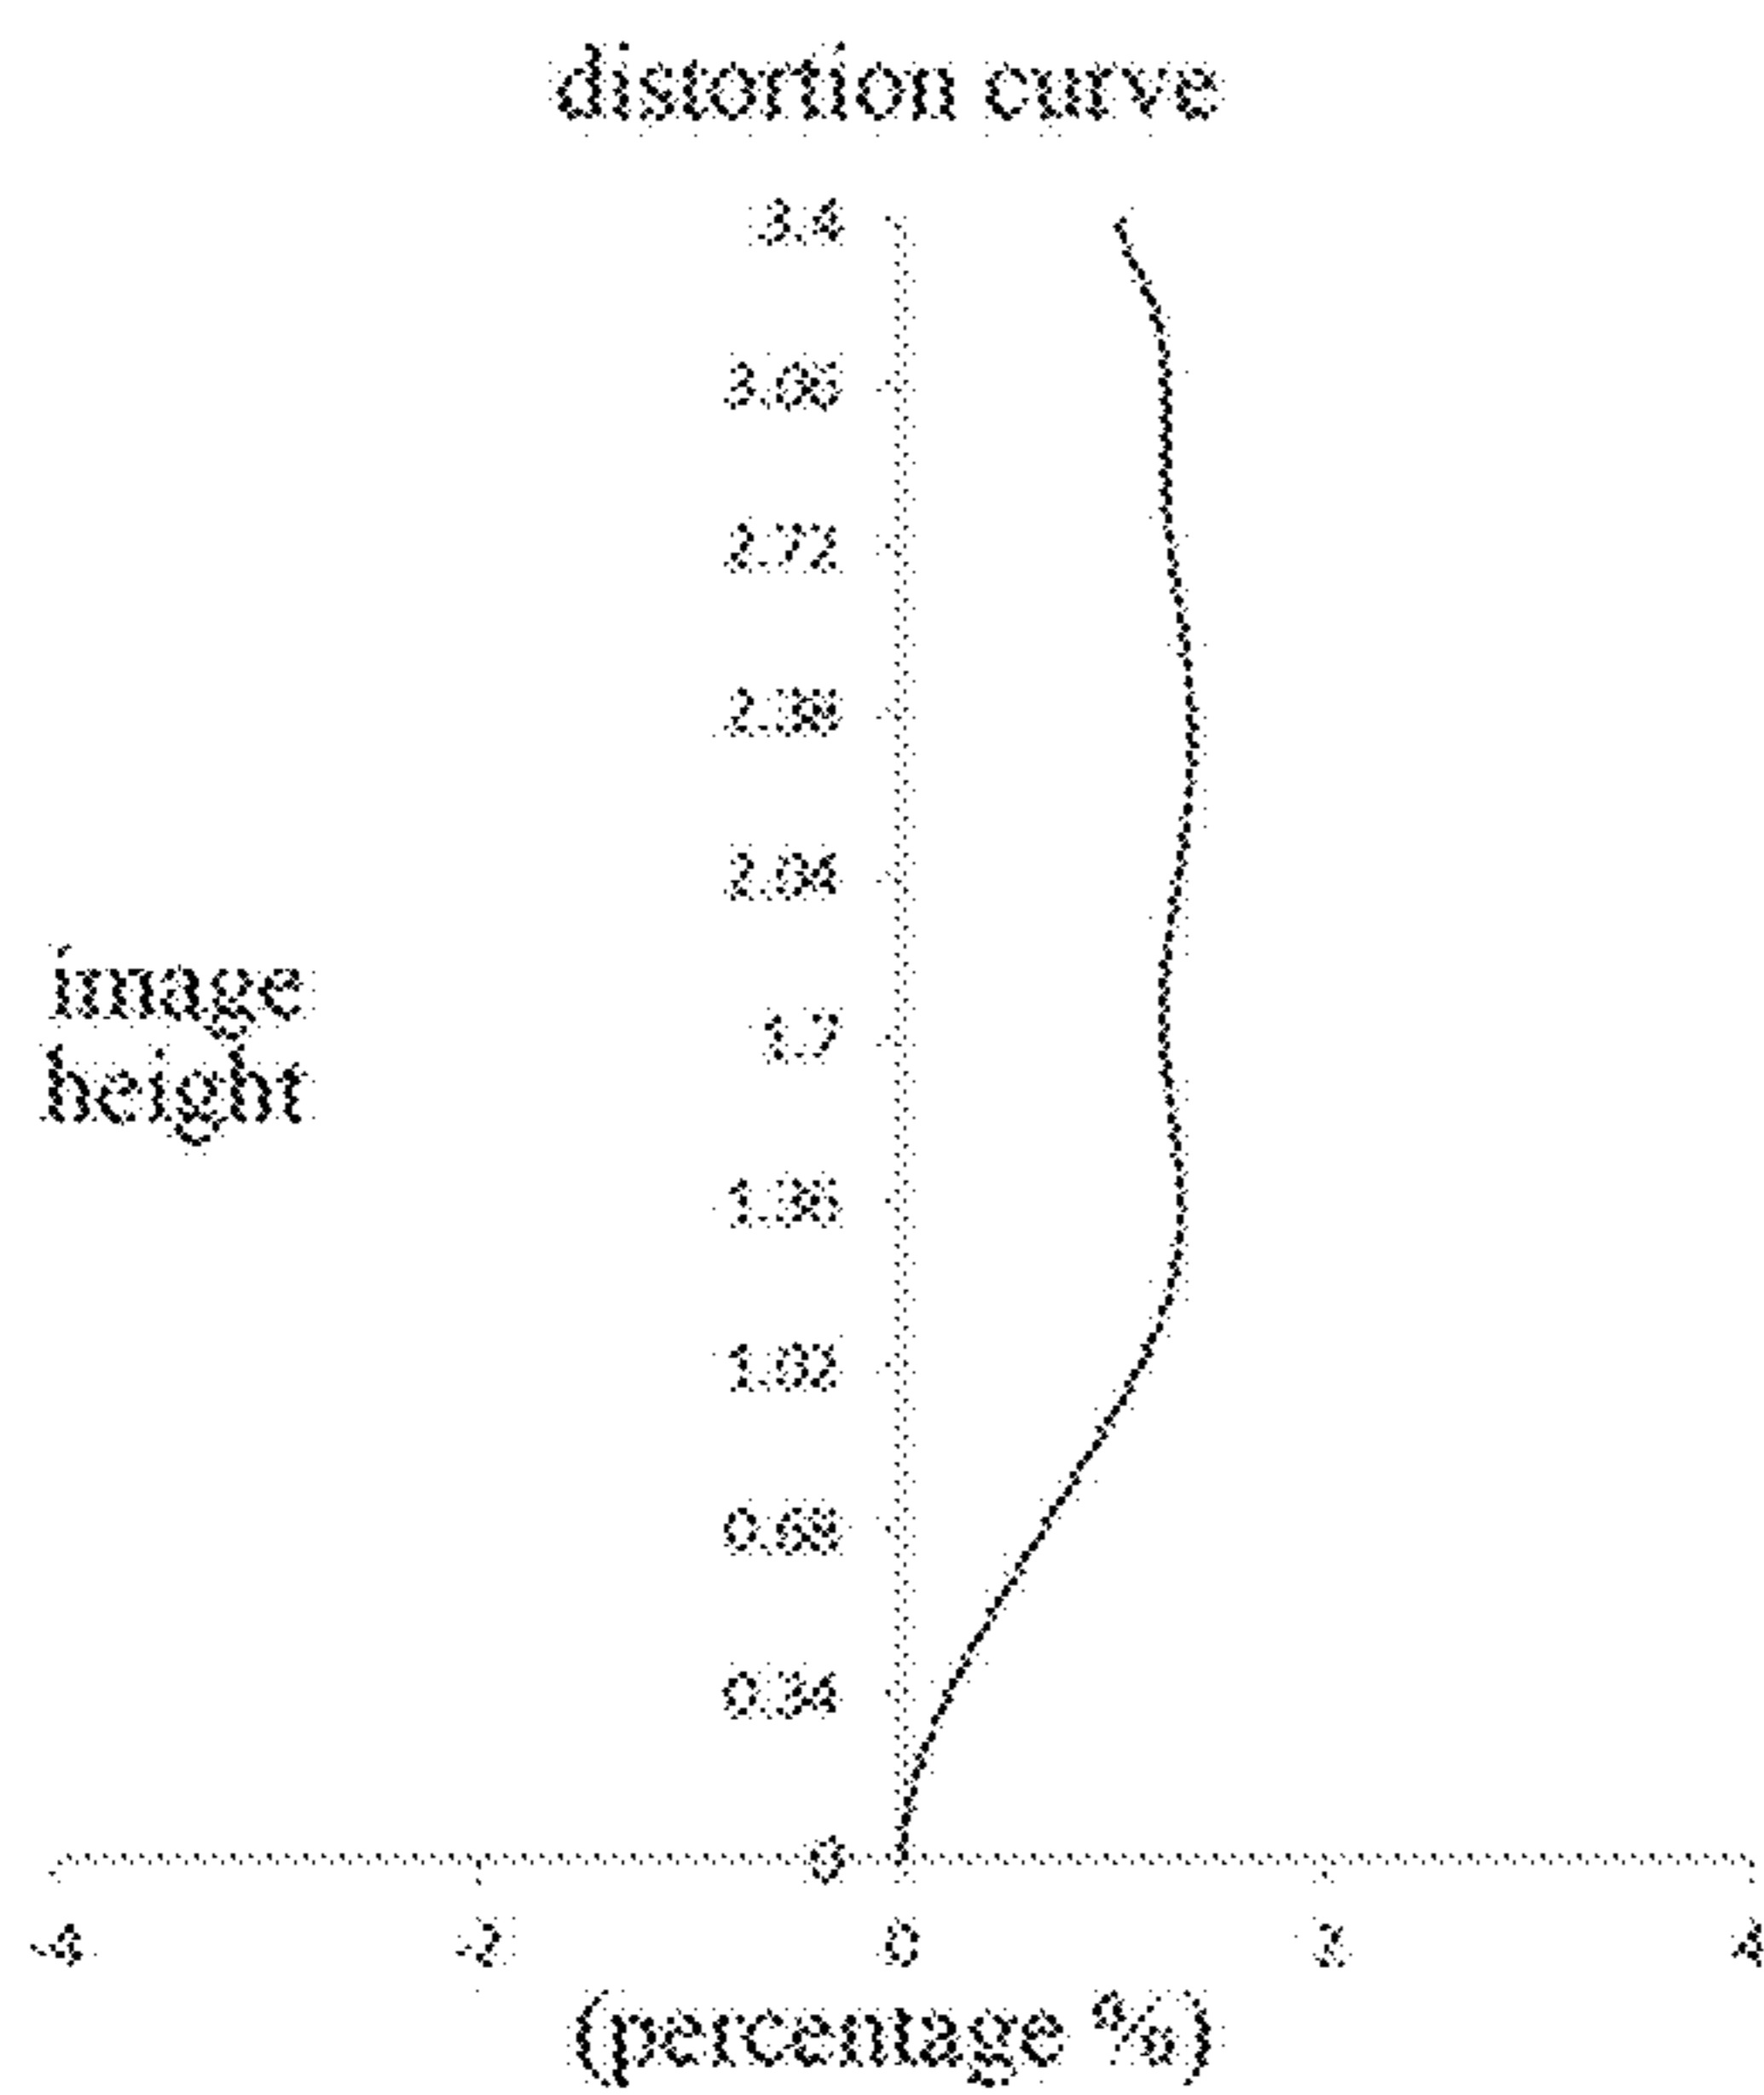 distortion curve
3.4
3.06
2.72
2.38
2.04
image
1.7
height
1.36
1.02
0.68
0.34
0
-4 -2 0 2 4
(percentage %)